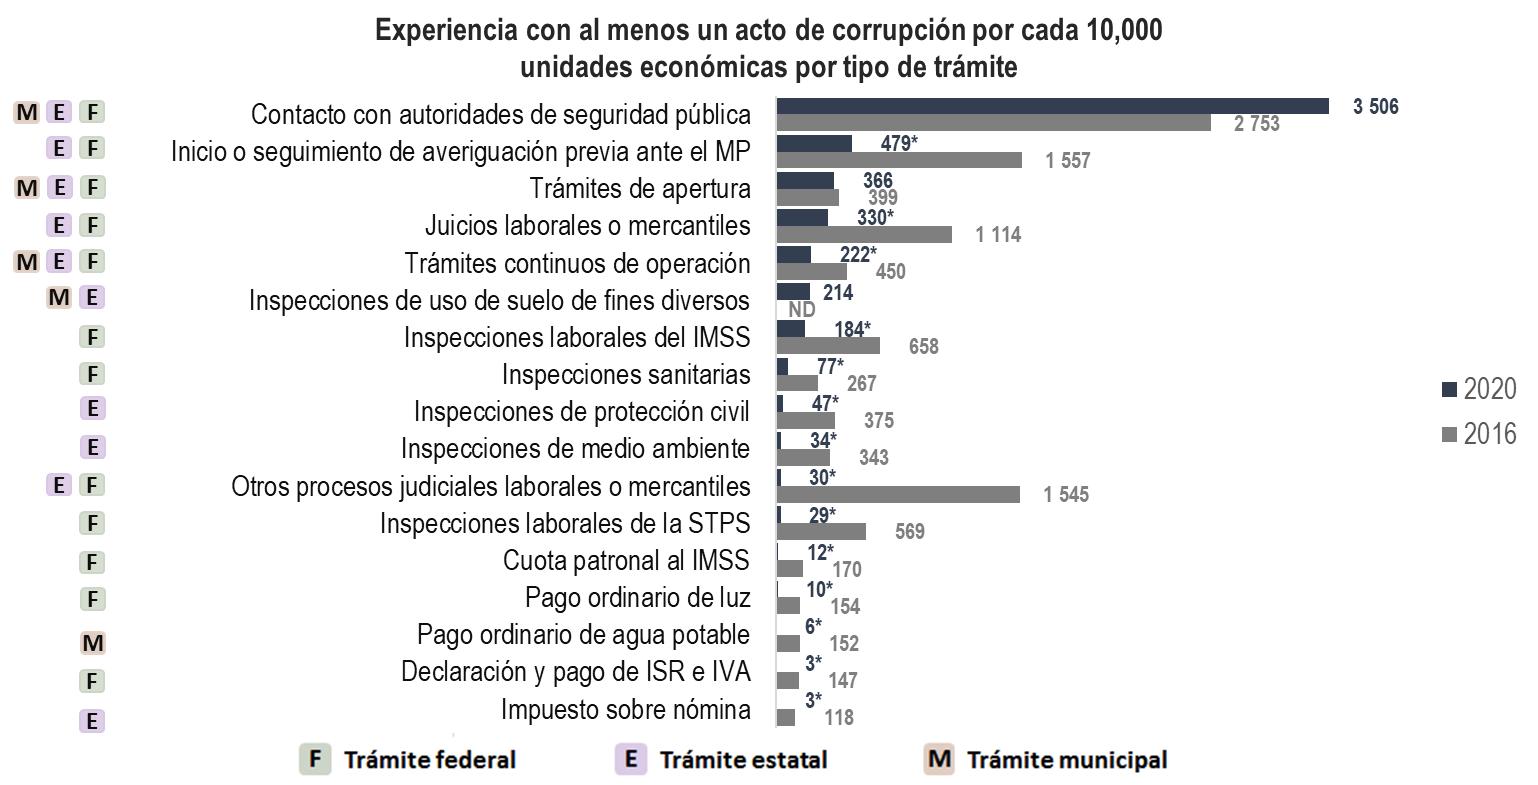 Experiencia con al menos un acto de corrupción por cada 10,000
unidades económicas por tipo de trámite
M E F Contacto con autoridades de seguridad pública 3 506
2 753
E F Inicio o seguimiento de averiguación previa ante el MP 479*
1 557
M E F Trámites de apertura 366
399
E F Juicios laborales o mercantiles 330*
1 114
M E F Trámites continuos de operación 222*
450
M E Inspecciones de uso de suelo de fines diversos 214
ND
F Inspecciones laborales del IMSS 184*
658
F Inspecciones sanitarias 77*
267
E Inspecciones de protección civil 47*
375
E Inspecciones de medio ambiente 34*
343
E F Otros procesos judiciales laborales o mercantiles 30*
1 545
F Inspecciones laborales de la STPS 29*
569
F Cuota patronal al IMSS 12*
170
F Pago ordinario de luz 10*
154
M Pago ordinario de agua potable 6*
152
F Declaración y pago de ISR e IVA 3*
147
E Impuesto sobre nómina 3*
118
2020
2016
F Trámite federal E Trámite estatal M Trámite municipal